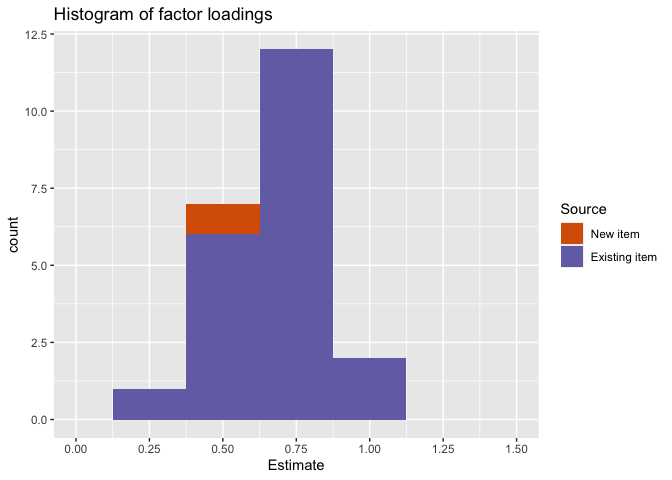 Histogram of factor loadings
12.5
10.0
7.5
5.0
2.5
0.0
count
0.00 0.25 0.50 0.75 1.00 1.25 1.50
Estimate
Source
New item
Existing item